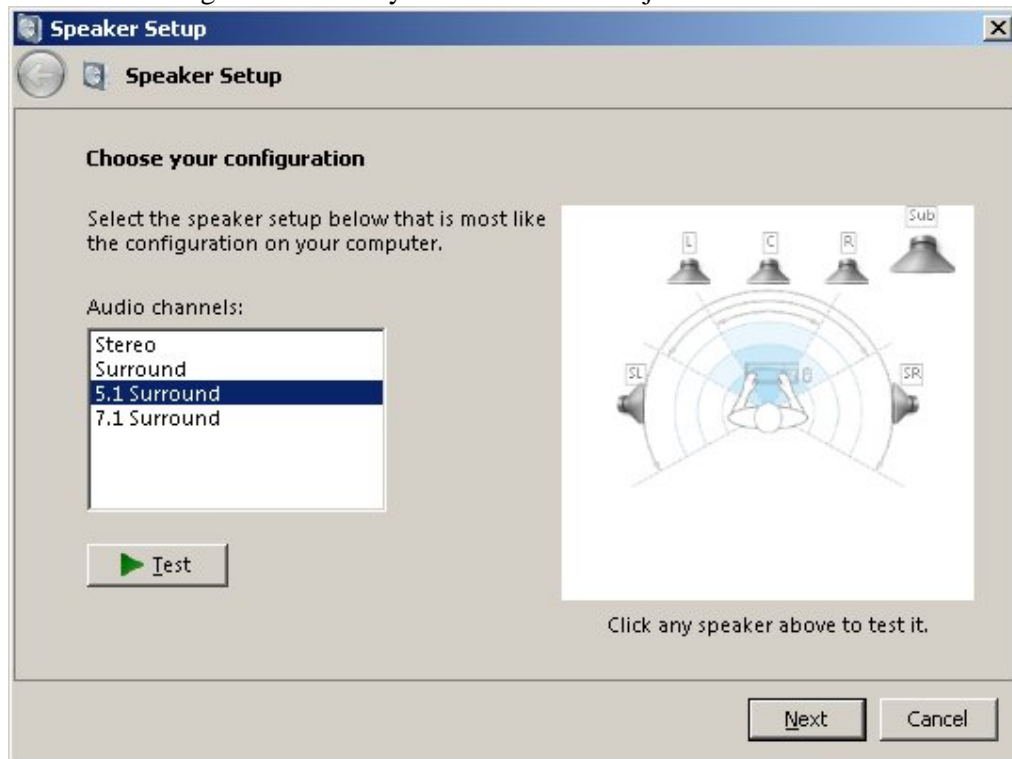 Speaker Setup
Speaker Setup
Choose your configuration
Select the speaker setup below that is most like
the configuration on your computer.
Audio channels:
Stereo
Surround
5.1 Surround
7.1 Surround
Test
L
C
R
Sub
SL
SR
Click any speaker above to test it.
Next
Cancel